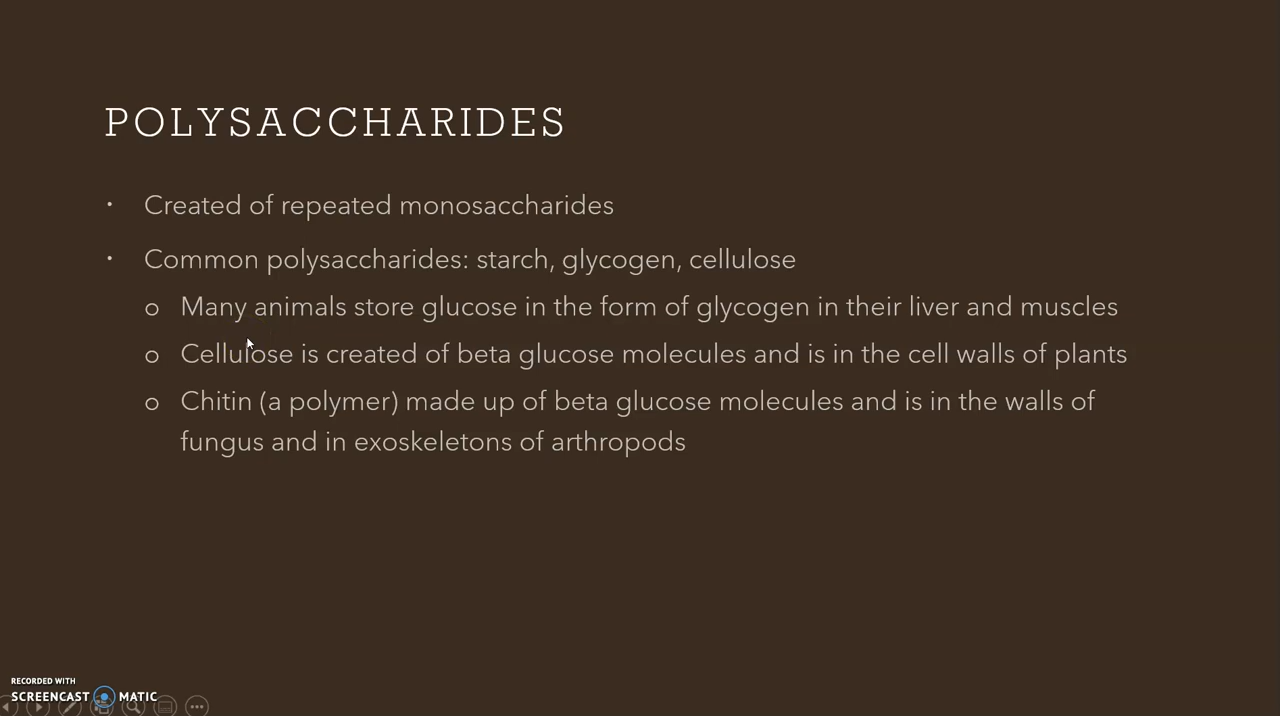 POLYSACCHARIDES
• Created of repeated monosaccharides
• Common polysaccharides: starch, glycogen, cellulose
o Many animals store glucose in the form of glycogen in their liver and muscles
o Cellulose is created of beta glucose molecules and is in the cell walls of plants
o Chitin (a polymer) made up of beta glucose molecules and is in the walls of
fungus and in exoskeletons of arthropods
RECORDED WITH
SCREENCAST MATIC